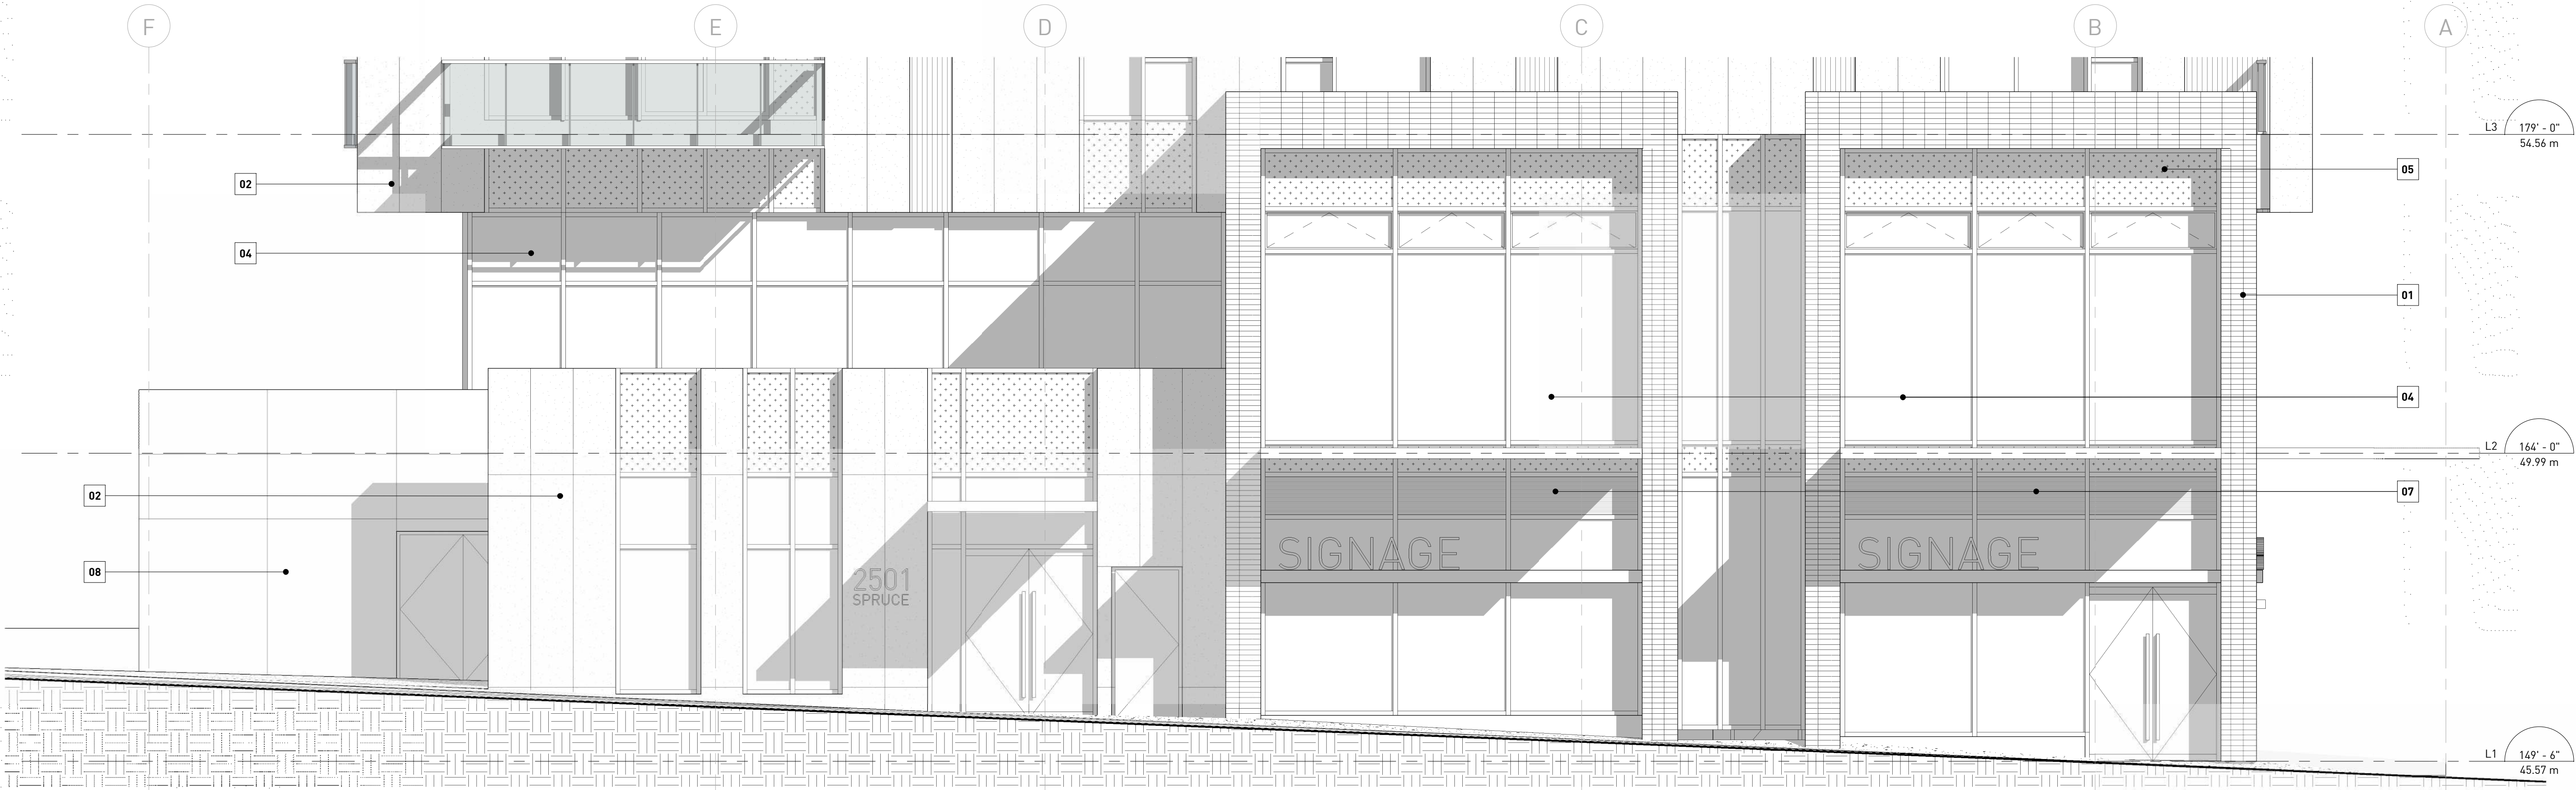 F
E
D
C
B
A
L3
179' - 0"
54.56 m
02
05
04
01
04
L2
164' - 0"
49.99 m
02
07
SIGNAGE
SIGNAGE
08
2501
SPRUCE
L1
149' - 6"
45.57 m